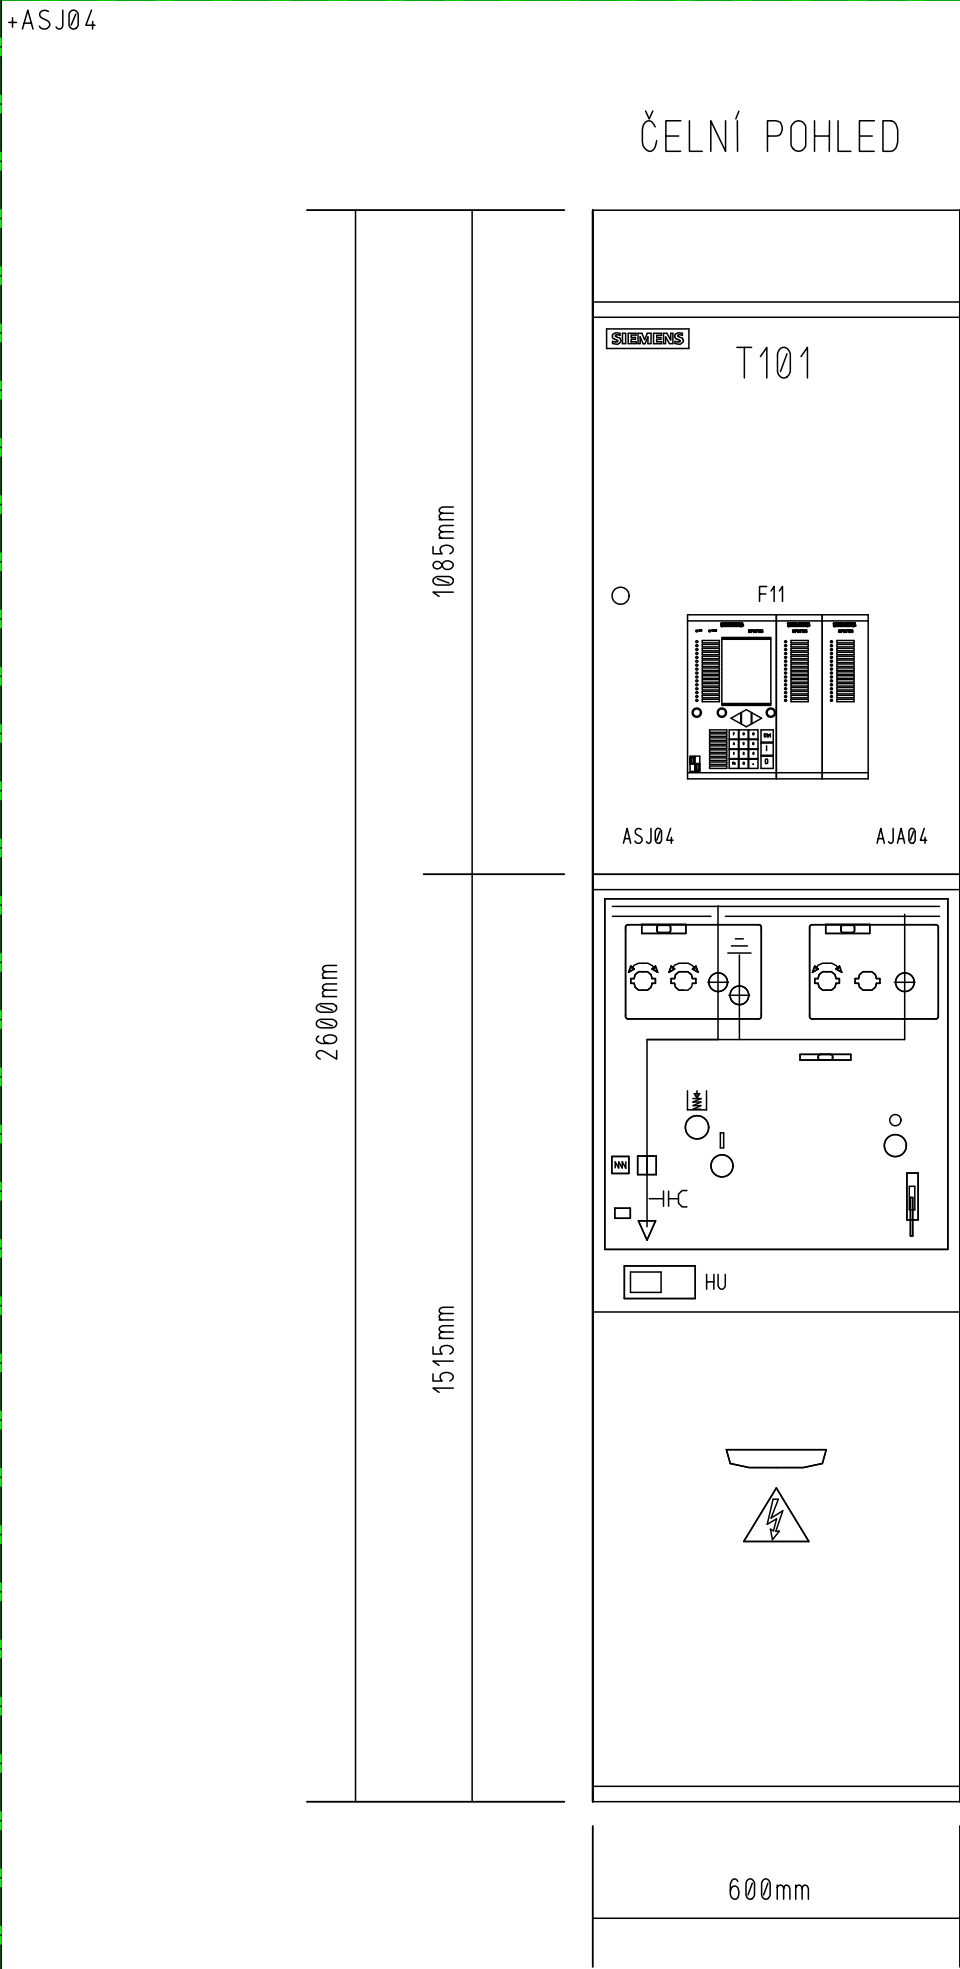 +ASJ04
ČELNÍ POHLED
SIEMENS
T101
1085mm
F11
ASJ04 AJA04
2600mm
HU
1515mm
600mm